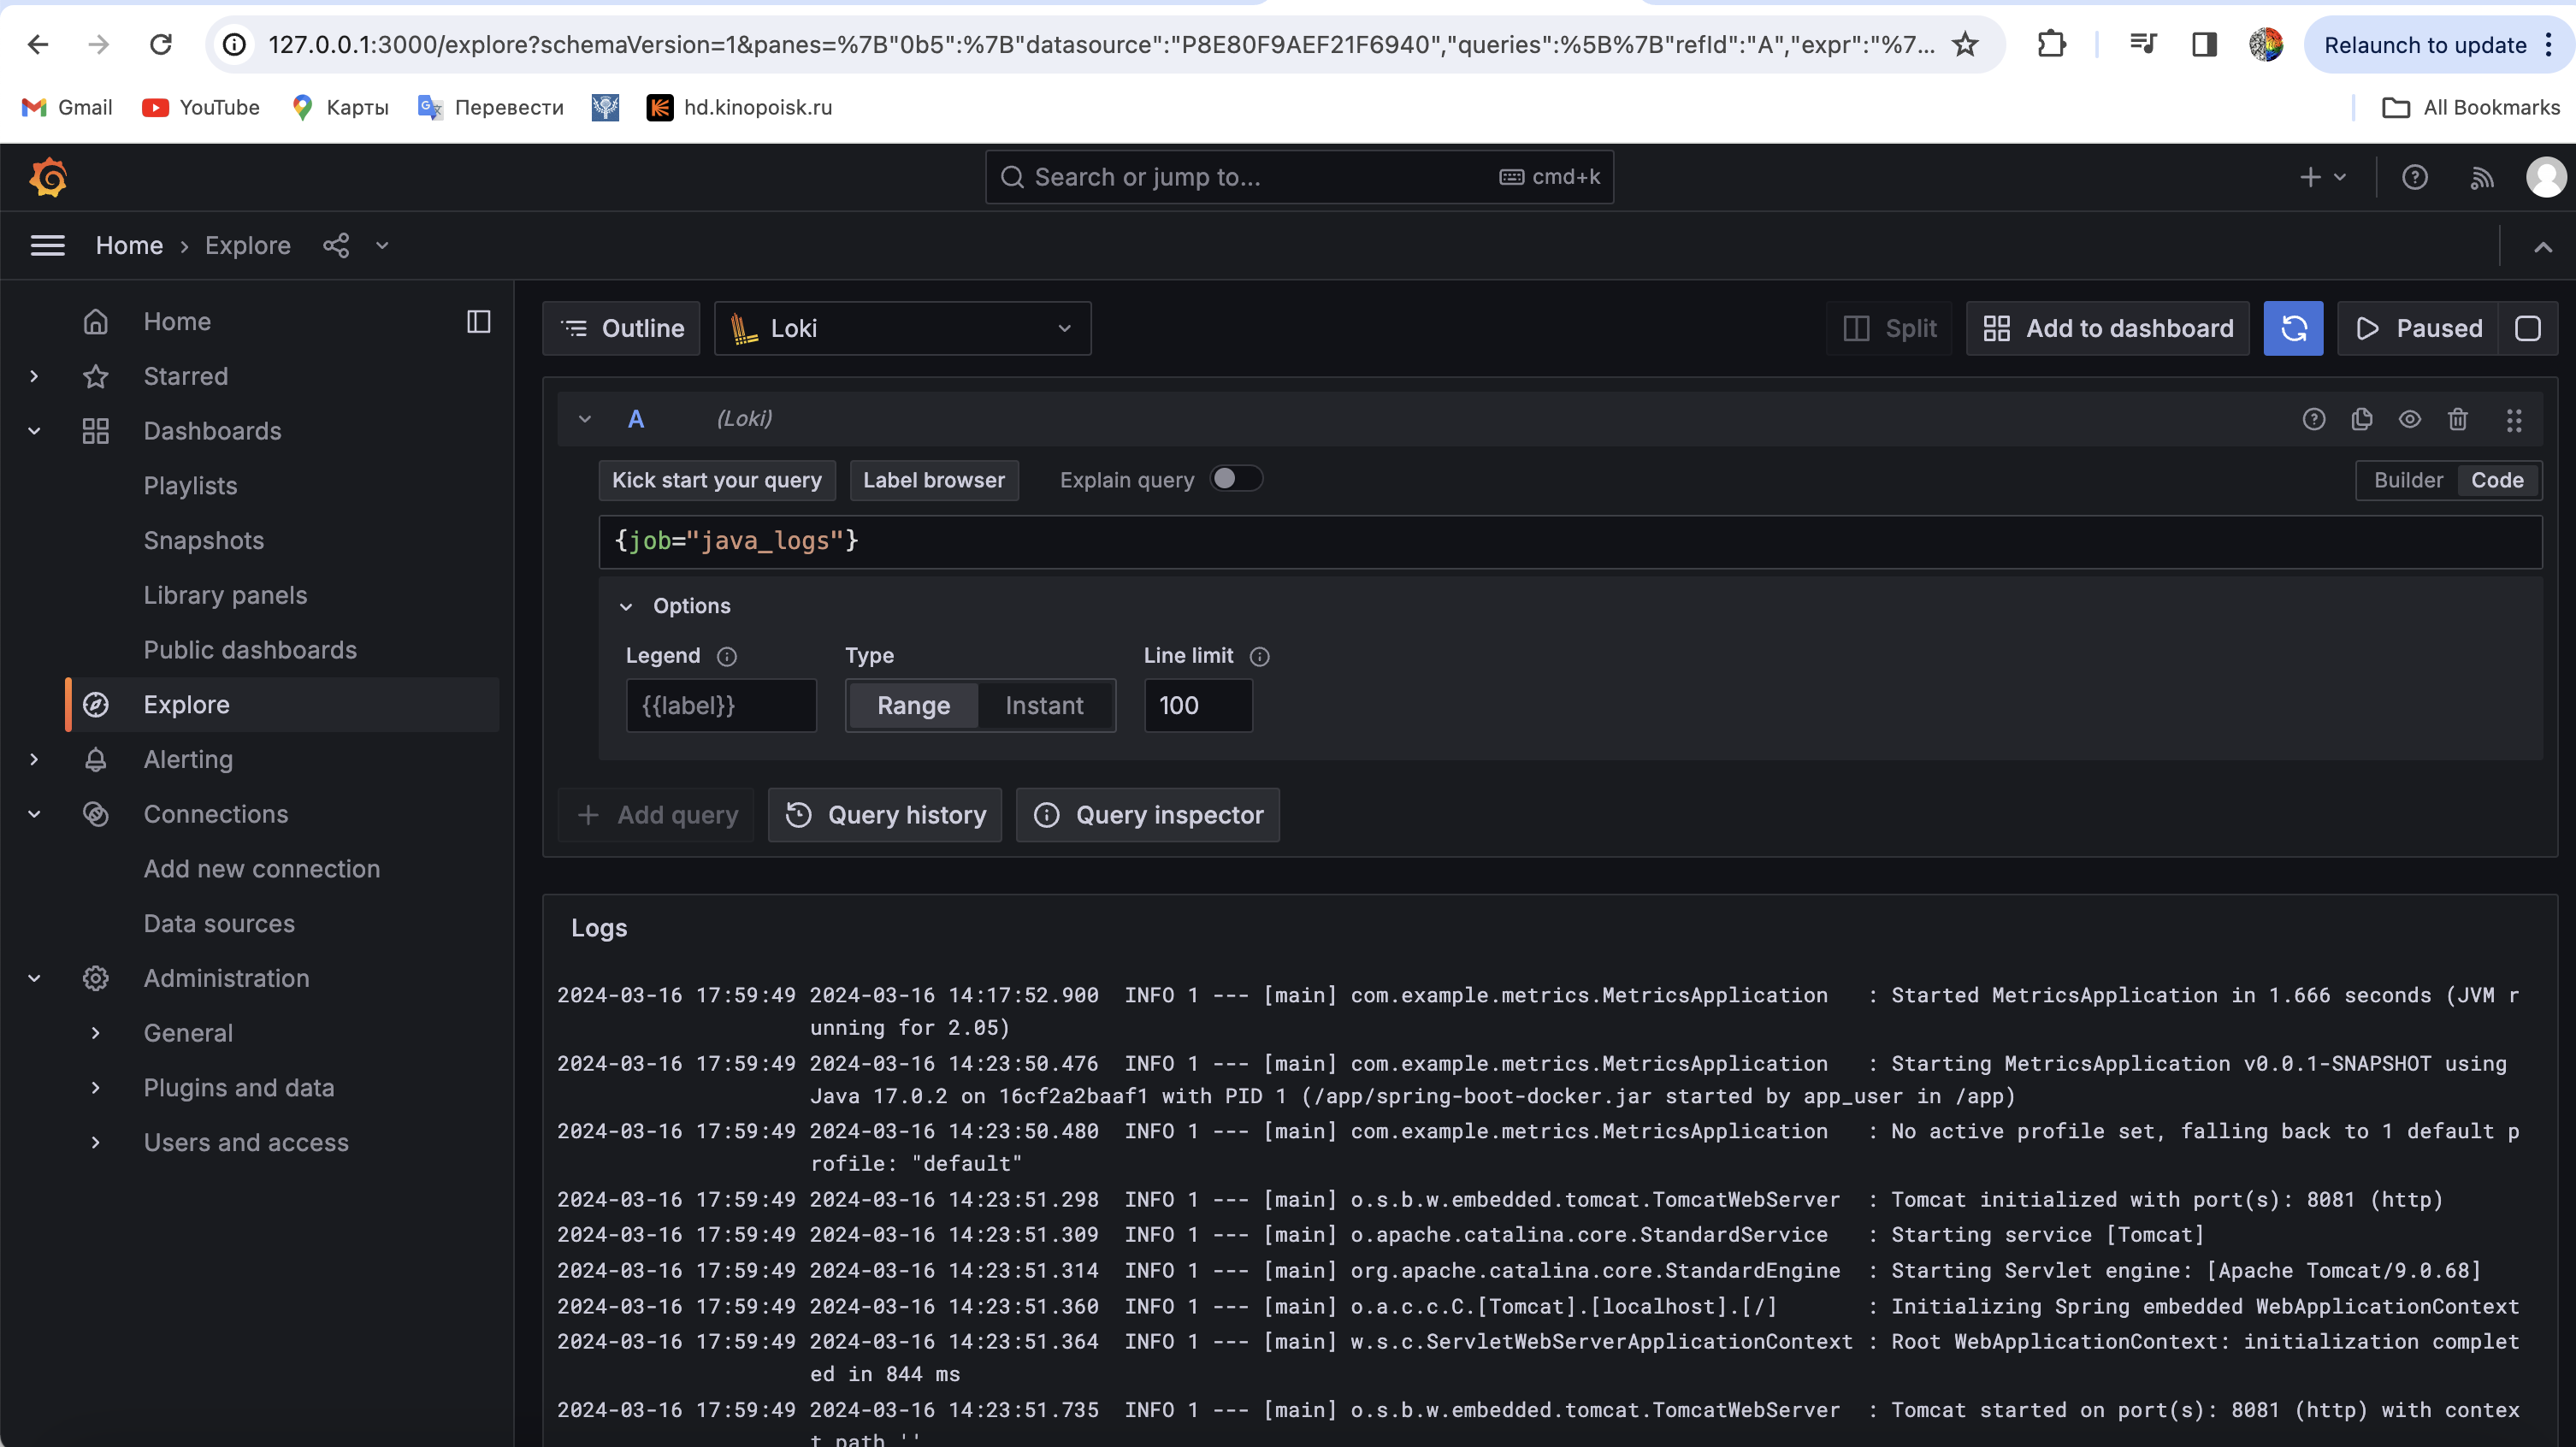 127.0.0.1:3000/explore?schemaVersion=1&panes=%7B"0b5":%7B"datasource":"P8E80F9AEF21F6940","queries":%5B%7B"refId":"A","expr":"%7...
Relaunch to update
Gmail
YouTube
Карты
Перевести
hd.kinopoisk.ru
All Bookmarks
Search or jump to...
cmd+k
Home › Explore
Home
Starred
Dashboards
Playlists
Snapshots
Library panels
Public dashboards
Explore
Alerting
Connections
Add new connection
Data sources
Administration
General
Plugins and data
Users and access
Outline
Loki
Split
Add to dashboard
Paused
A (Loki)
Kick start your query
Label browser
Explain query
Builder
Code
{job="java_logs"}
Options
Legend
Type
Line limit
{{label}}
Range
Instant
100
+ Add query
Query history
Query inspector
Logs
2024-03-16 17:59:49 2024-03-16 14:17:52.900 INFO 1 --- [main] com.example.metrics.MetricsApplication : Started MetricsApplication in 1.666 seconds (JVM r
unning for 2.05)
2024-03-16 17:59:49 2024-03-16 14:23:50.476 INFO 1 --- [main] com.example.metrics.MetricsApplication : Starting MetricsApplication v0.0.1-SNAPSHOT using
Java 17.0.2 on 16cf2a2baaf1 with PID 1 (/app/spring-boot-docker.jar started by app_user in /app)
2024-03-16 17:59:49 2024-03-16 14:23:50.480 INFO 1 --- [main] com.example.metrics.MetricsApplication : No active profile set, falling back to 1 default p
rofile: "default"
2024-03-16 17:59:49 2024-03-16 14:23:51.298 INFO 1 --- [main] o.s.b.w.embedded.tomcat.TomcatWebServer : Tomcat initialized with port(s): 8081 (http)
2024-03-16 17:59:49 2024-03-16 14:23:51.309 INFO 1 --- [main] o.apache.catalina.core.StandardService : Starting service [Tomcat]
2024-03-16 17:59:49 2024-03-16 14:23:51.314 INFO 1 --- [main] org.apache.catalina.core.StandardEngine : Starting Servlet engine: [Apache Tomcat/9.0.68]
2024-03-16 17:59:49 2024-03-16 14:23:51.360 INFO 1 --- [main] o.a.c.c.C.[Tomcat].[localhost].[/] : Initializing Spring embedded WebApplicationContext
2024-03-16 17:59:49 2024-03-16 14:23:51.364 INFO 1 --- [main] w.s.c.ServletWebServerApplicationContext : Root WebApplicationContext: initialization complet
ed in 844 ms
2024-03-16 17:59:49 2024-03-16 14:23:51.735 INFO 1 --- [main] o.s.b.w.embedded.tomcat.TomcatWebServer : Tomcat started on port(s): 8081 (http) with contex
t path ''